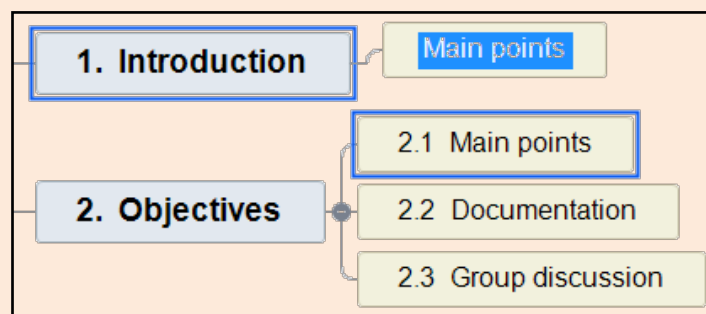 1. Introduction
Main points
2. Objectives
2.1 Main points
2.2 Documentation
2.3 Group discussion